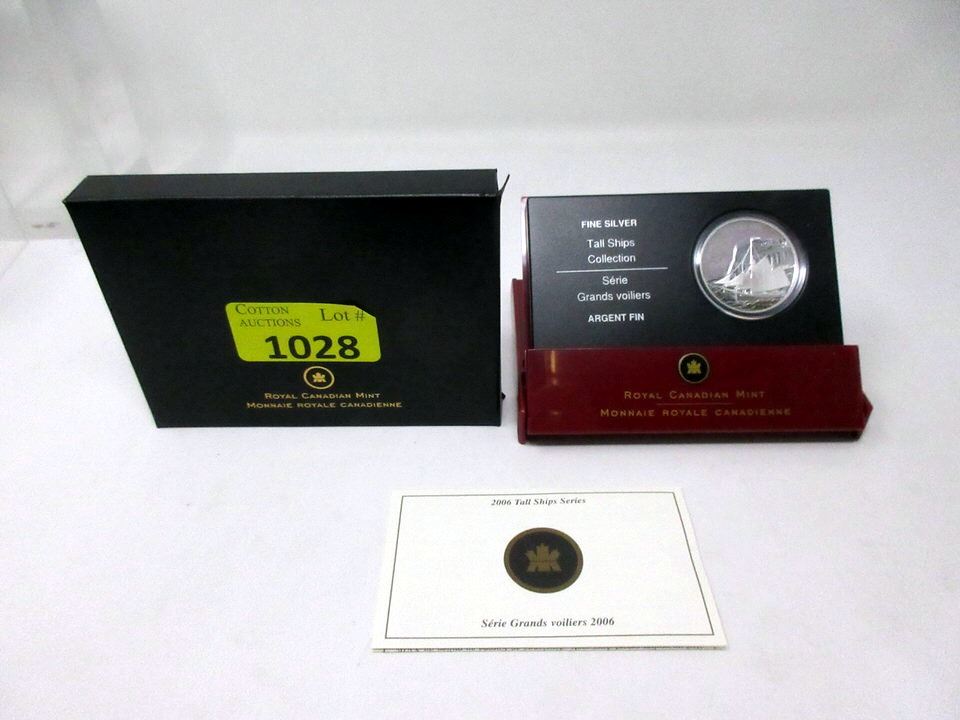 COTTON
AUCTIONS
Lot #
1028
ROYAL CANADIAN MINT
MONNAIE ROYALE CANADIENNE
FINE SILVER
Tall Ships
Collection
Série
Grands voiliers
ARGENT FIN
ROYAL CANADIAN MINT
MONNAIE ROYALE CANADIENNE
2006 Tall Ships Series
Série Grands voiliers 2006